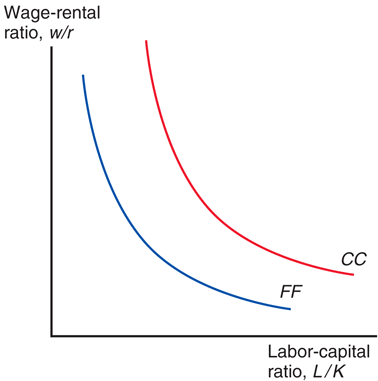 Wage-rental
ratio, w/r
CC
FF
Labor-capital
ratio, L/K